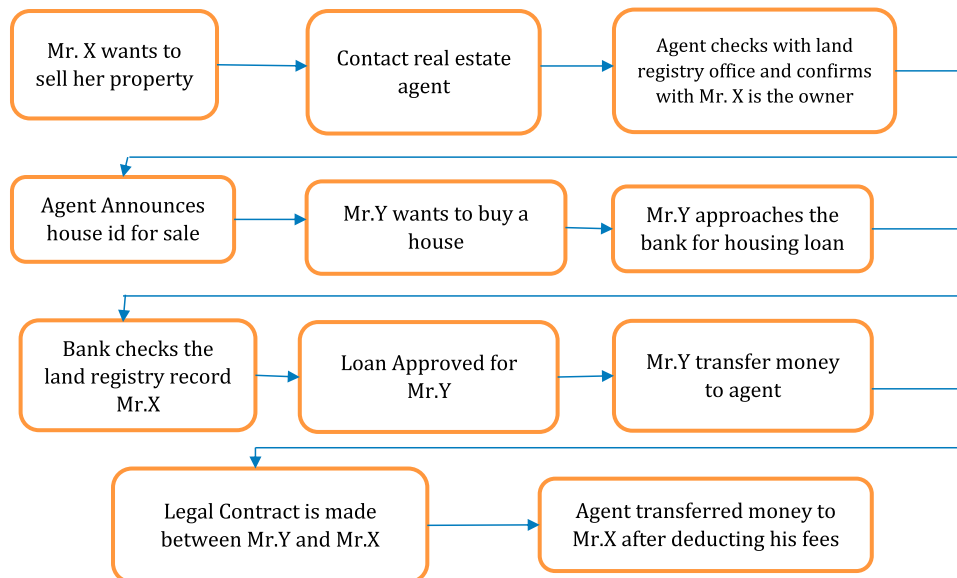 Mr. X wants to
sell her property
Contact real estate
agent
Agent checks with land
registry office and confirms
with Mr. X is the owner
Agent Announces
house id for sale
Mr.Y wants to buy a
house
Mr.Y approaches the
bank for housing loan
Bank checks the
land registry record
Mr.X
Loan Approved for
Mr.Y
Mr.Y transfer money
to agent
Legal Contract is made
between Mr.Y and Mr.X
Agent transferred money to
Mr.X after deducting his fees